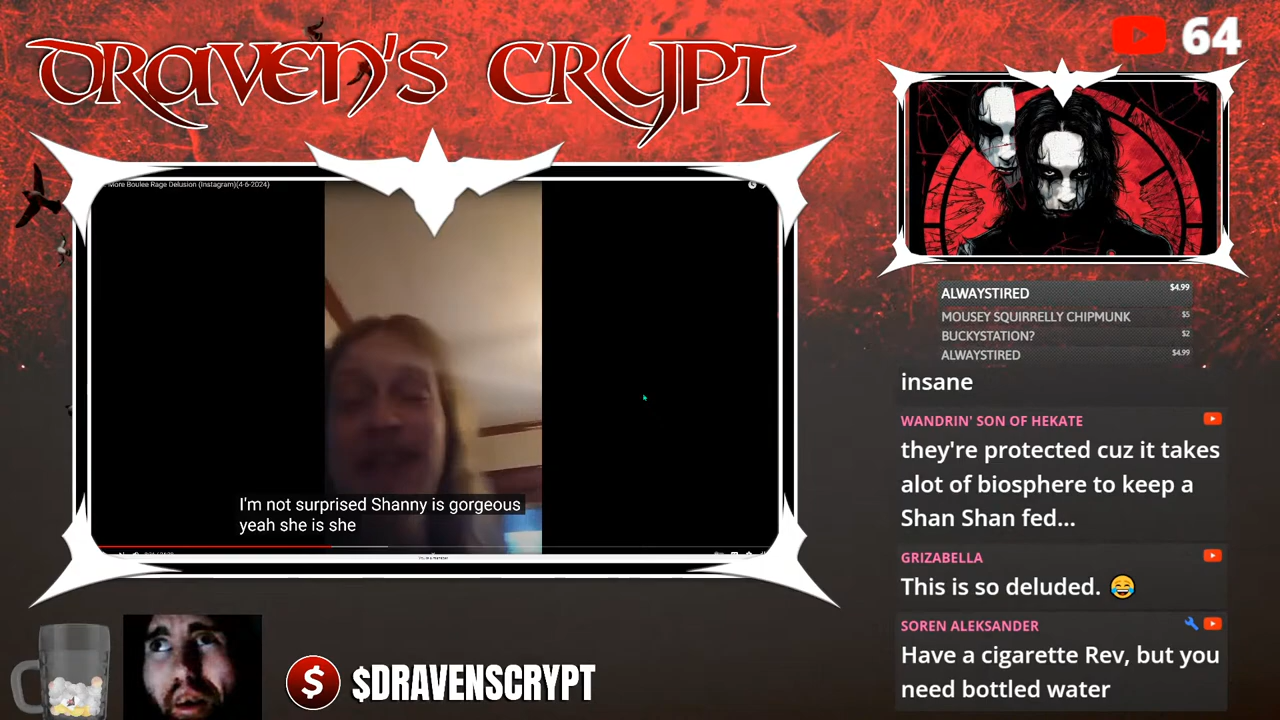 DRAVEN'S CRYPT
64
More Boulee Rage Delusion (Instagram)(4-6-2024)
I'm not surprised Shanny is gorgeous
yeah she is she
ALWAYSTIRED $4.99
MOUSEY SQUIRRELLY CHIPMUNK $5
BUCKYSTATION? $2
ALWAYSTIRED $4.99
insane
WANDRIN' SON OF HEKATE
they're protected cuz it takes
alot of biosphere to keep a
Shan Shan fed...
GRIZABELLA
This is so deluded. 😂
SOREN ALEKSANDER
Have a cigarette Rev, but you
need bottled water
$ $DRAVENSCRYPT